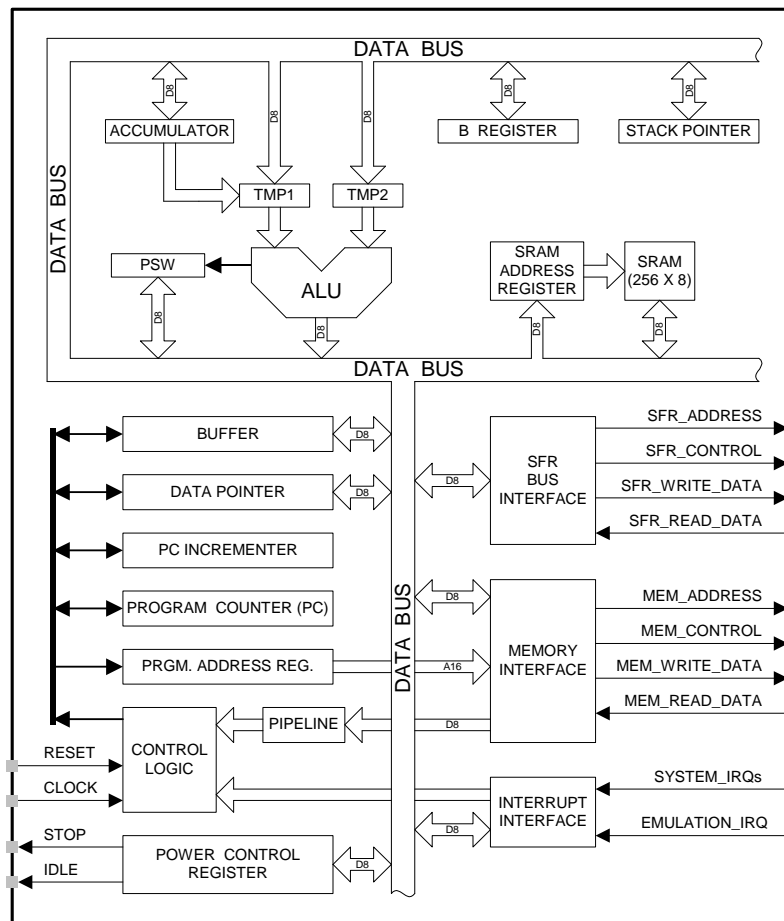 DATA BUS
D8
D8
D8
D8
D8
ACCUMULATOR
B REGISTER
STACK POINTER
DATA BUS
TMP1
TMP2
PSW
ALU
SRAM
ADDRESS
REGISTER
SRAM
(256 X 8)
D8
D8
D8
D8
DATA BUS
BUFFER
D8
DATA POINTER
D8
PC INCREMENTER
PROGRAM COUNTER (PC)
PRGM. ADDRESS REG.
A16
DATA BUS
D8
SFR
BUS
INTERFACE
SFR_ADDRESS
SFR_CONTROL
SFR_WRITE_DATA
SFR_READ_DATA
D8
MEMORY
INTERFACE
MEM_ADDRESS
MEM_CONTROL
MEM_WRITE_DATA
MEM_READ_DATA
CONTROL
LOGIC
PIPELINE
D8
RESET
CLOCK
INTERRUPT
INTERFACE
SYSTEM_IRQs
EMULATION_IRQ
D8
STOP
IDLE
POWER CONTROL
REGISTER
D8